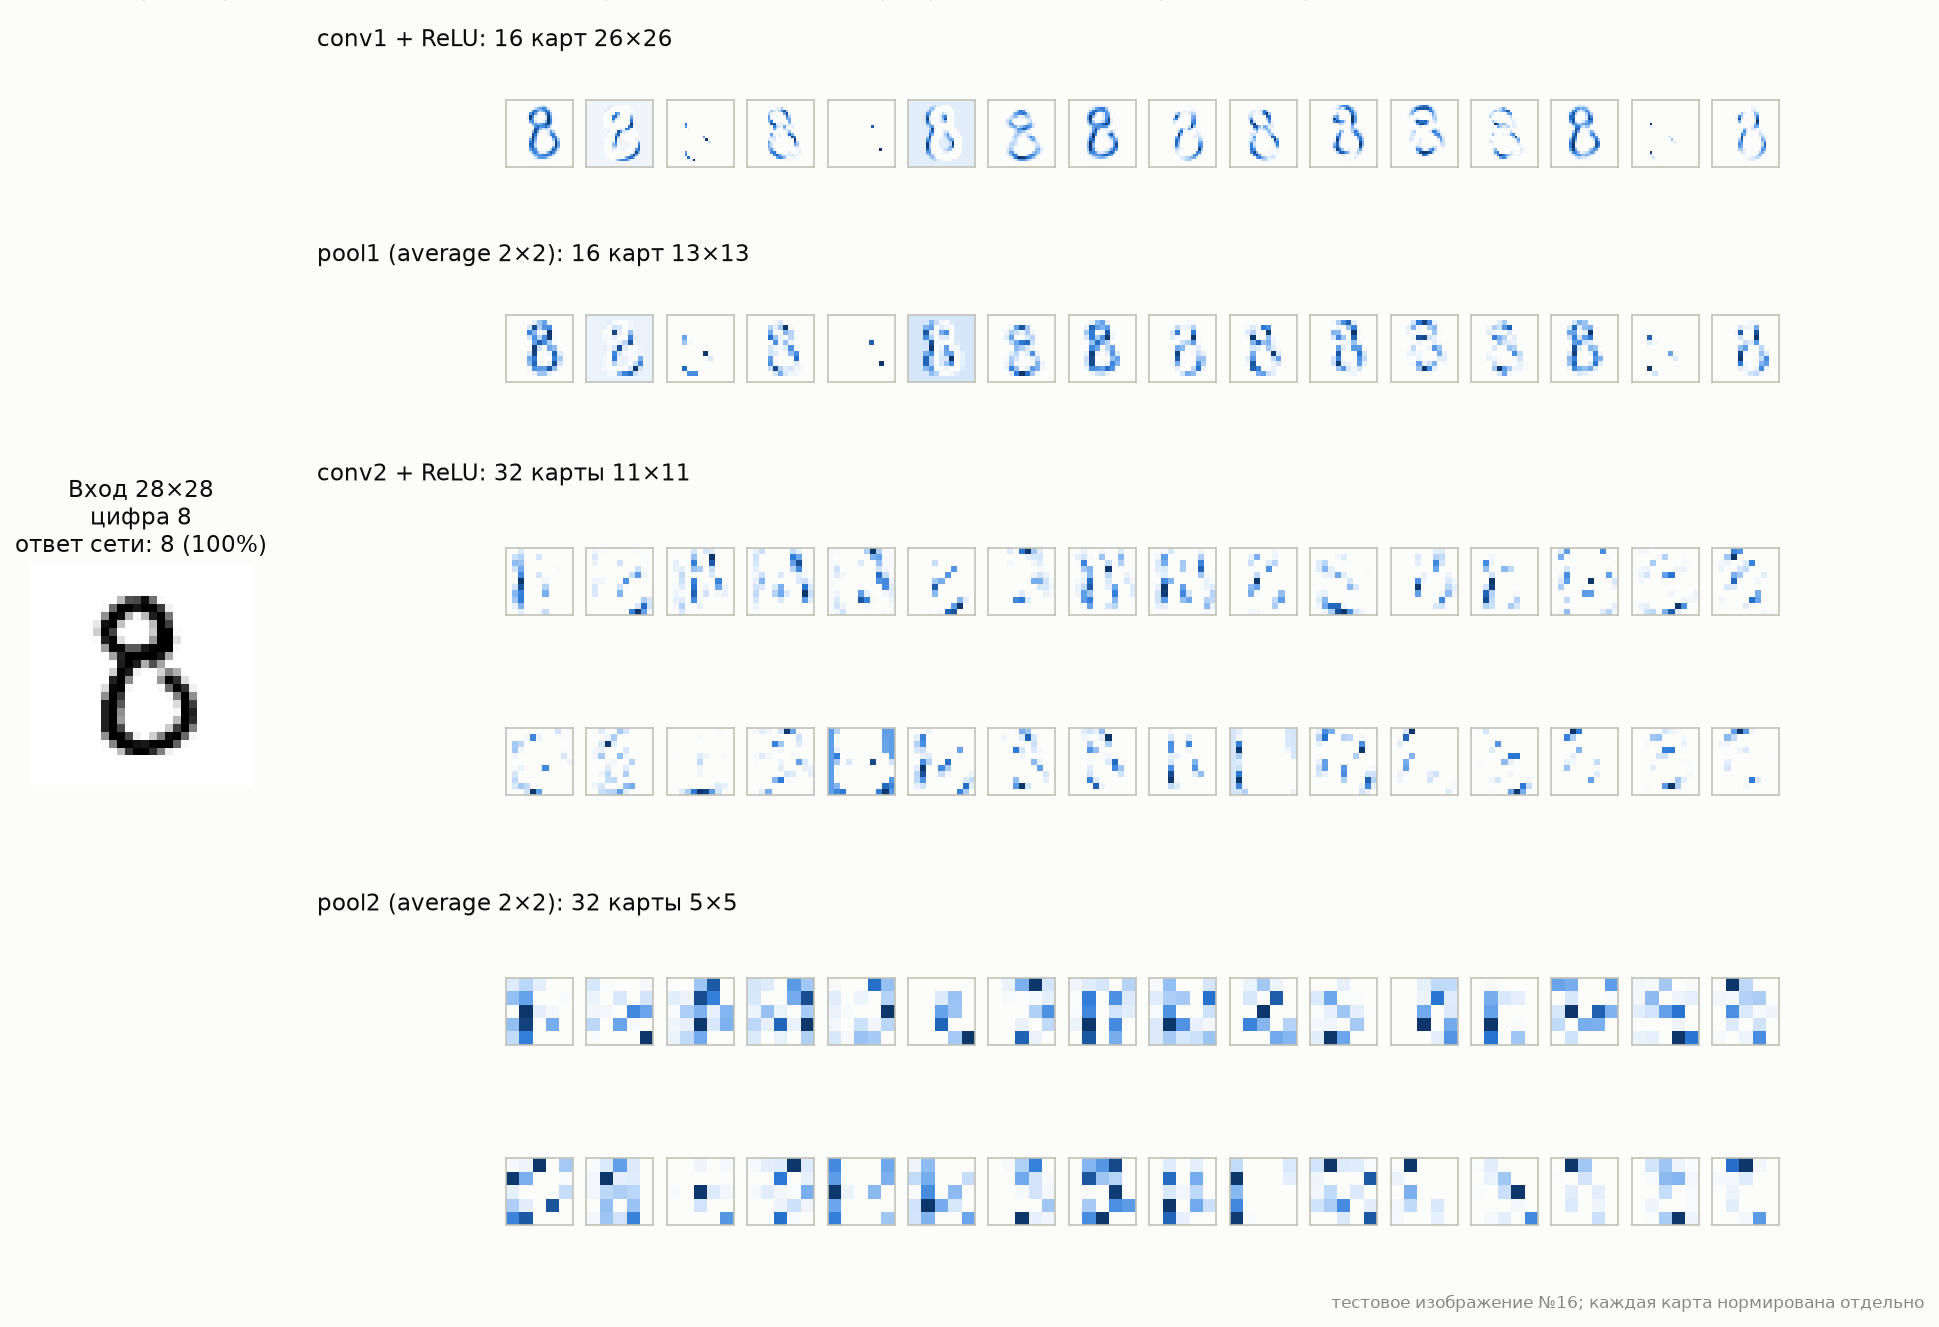 conv1 + ReLU: 16 карт 26×26
pool1 (average 2×2): 16 карт 13×13
conv2 + ReLU: 32 карты 11×11
Вход 28×28
цифра 8
ответ сети: 8 (100%)
pool2 (average 2×2): 32 карты 5×5
тестовое изображение №16; каждая карта нормирована отдельно